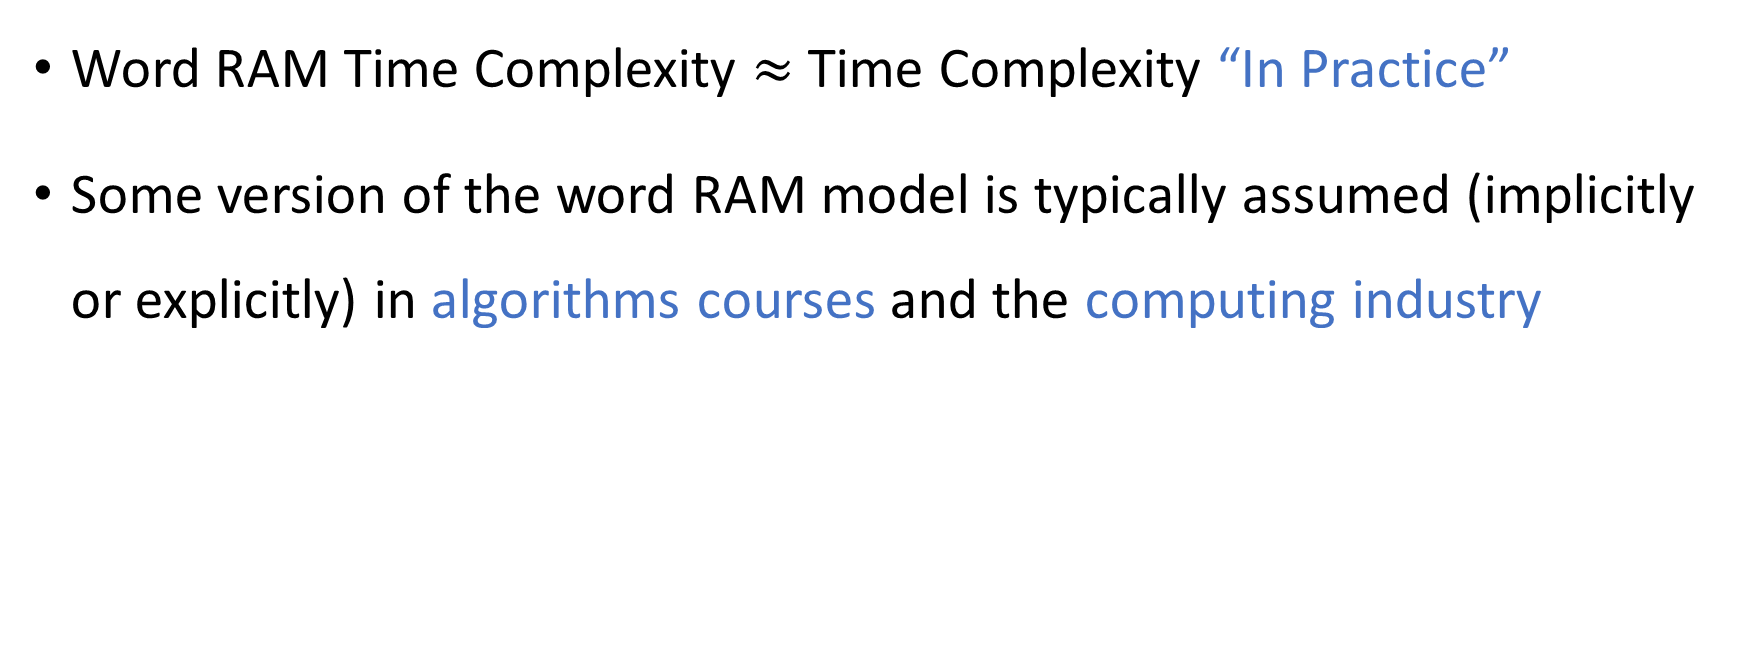 • Word RAM Time Complexity ≈ Time Complexity “In Practice”
• Some version of the word RAM model is typically assumed (implicitly
or explicitly) in algorithms courses and the computing industry